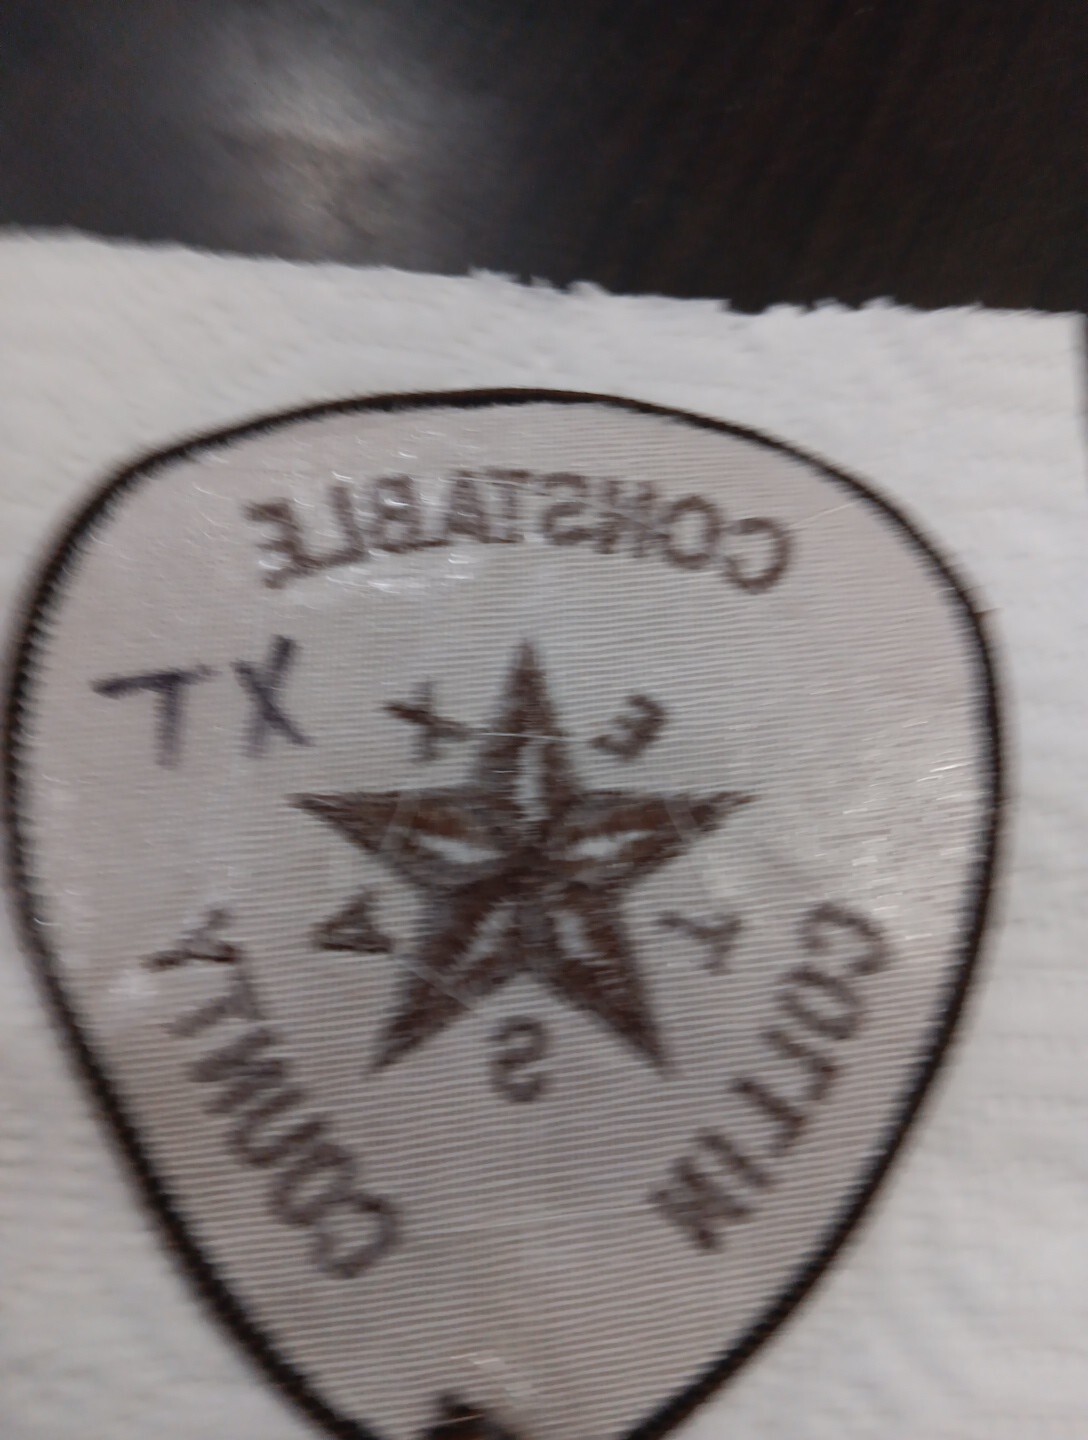 CONSTABLE
TX
T E X A S
COLLIN COUNTY